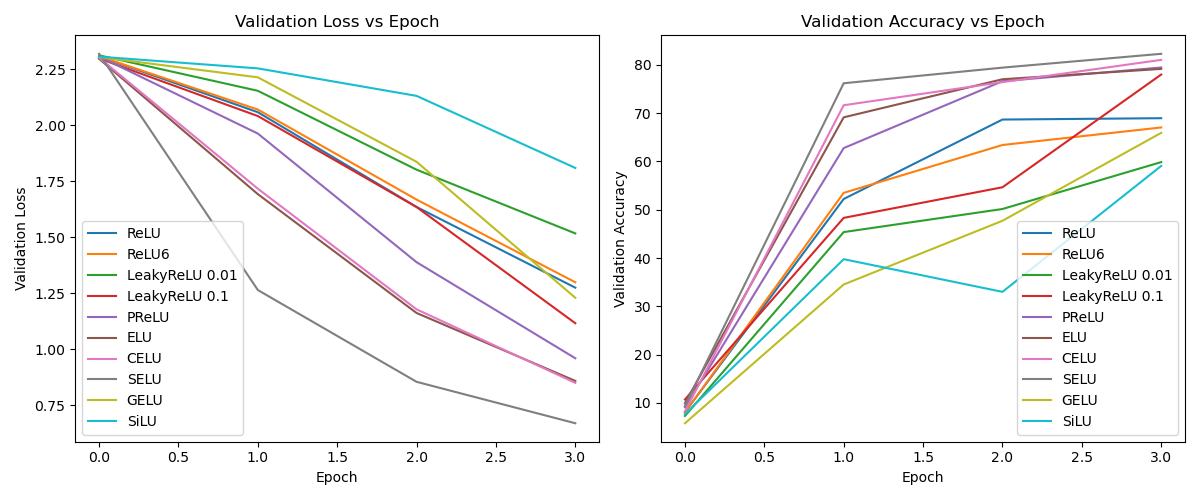 Validation Loss vs Epoch
Validation Loss
2.25
2.00
1.75
1.50
1.25
1.00
0.75
ReLU
ReLU6
LeakyReLU 0.01
LeakyReLU 0.1
PReLU
ELU
CELU
SELU
GELU
SiLU
0.0 0.5 1.0 1.5 2.0 2.5 3.0
Epoch
Validation Accuracy vs Epoch
Validation Accuracy
80
70
60
50
40
30
20
10
ReLU
ReLU6
LeakyReLU 0.01
LeakyReLU 0.1
PReLU
ELU
CELU
SELU
GELU
SiLU
0.0 0.5 1.0 1.5 2.0 2.5 3.0
Epoch